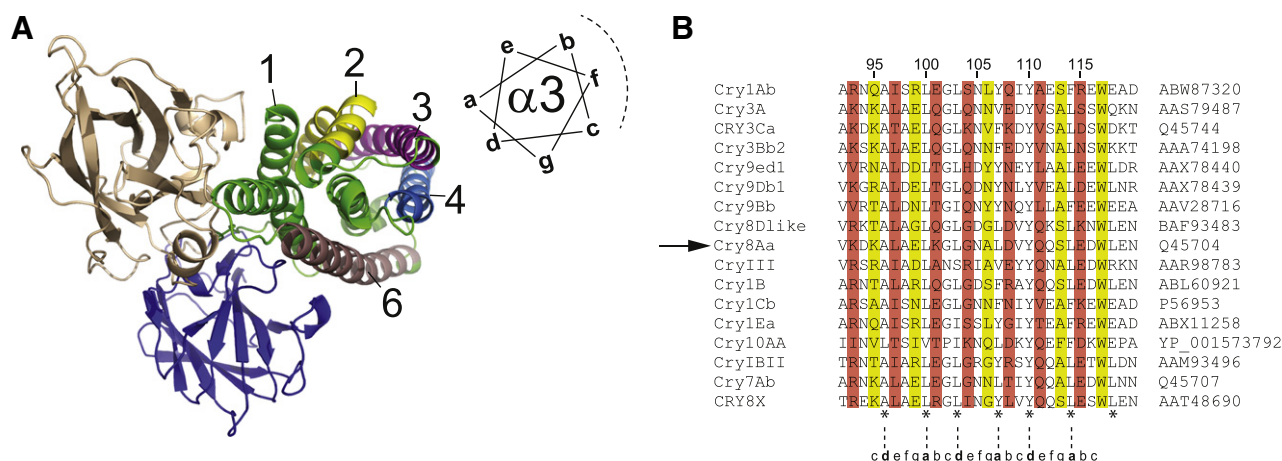 A
B
1
2
3
4
6
e
b
a
α3
f
d
c
g
95 100 105 110 115
Cry1Ab ARNQAISRLEGLSNLYQIYAESFREWEAD ABW87320
Cry3A AKNKATAELQGLQNNVEDYVSALSSWQKN AAS79487
CRY3Ca AKDKATAELQGLKNVFKDYVSALDSWDKT Q45744
Cry3Bb2 AKSKALAELQGLQNNFEDYVNALNSWKKT AAA74198
Cry9ed1 VVRNALDDLTGLHDYYNEYLAALEEWLDR AAX78440
Cry9Db1 VKGRALDELTGLQDNYNLYVEALDEWLNR AAX78439
Cry9Bb VVRTALDNLTGIQNYYNQYLLAFEEWEEA AAV28716
Cry8Dlike VRKTALAGLQGLGDGLDVYQKSLKNWLEN BAF93483
Cry8Aa VKDKALAELKGLGNALDVYQQSLEDWLEN Q45704
CryIII VRSRAIADLANSRIAVEYYQNALEDWRKN AAR98783
Cry1B ARNTALARLQGLGDSFRAYQQSLEDWLEN ABL60921
Cry1Cb ARSAAISNLEGLGNNFNIYVEAFKEWEAD P56953
Cry1Ea ARNQAISRLEGISSLYGIYTEAFREWEAD ABX11258
Cry10AA IINVLTSIVTPIKNQLDKYQEFFDKWEPA YP_001573792
CryIBII TRNTAIARLEGLGRGYRSYQQALETWLDN AAM93496
Cry7Ab ARNKALAELEGLGNNLTIYQQALEDWLNN Q45707
CRY8X TREKALAELRGLINGYLVYQQSLESWLEN AAT48690
* * * * * * *
c d e f g a b c d e f g a b c d e f g a b c